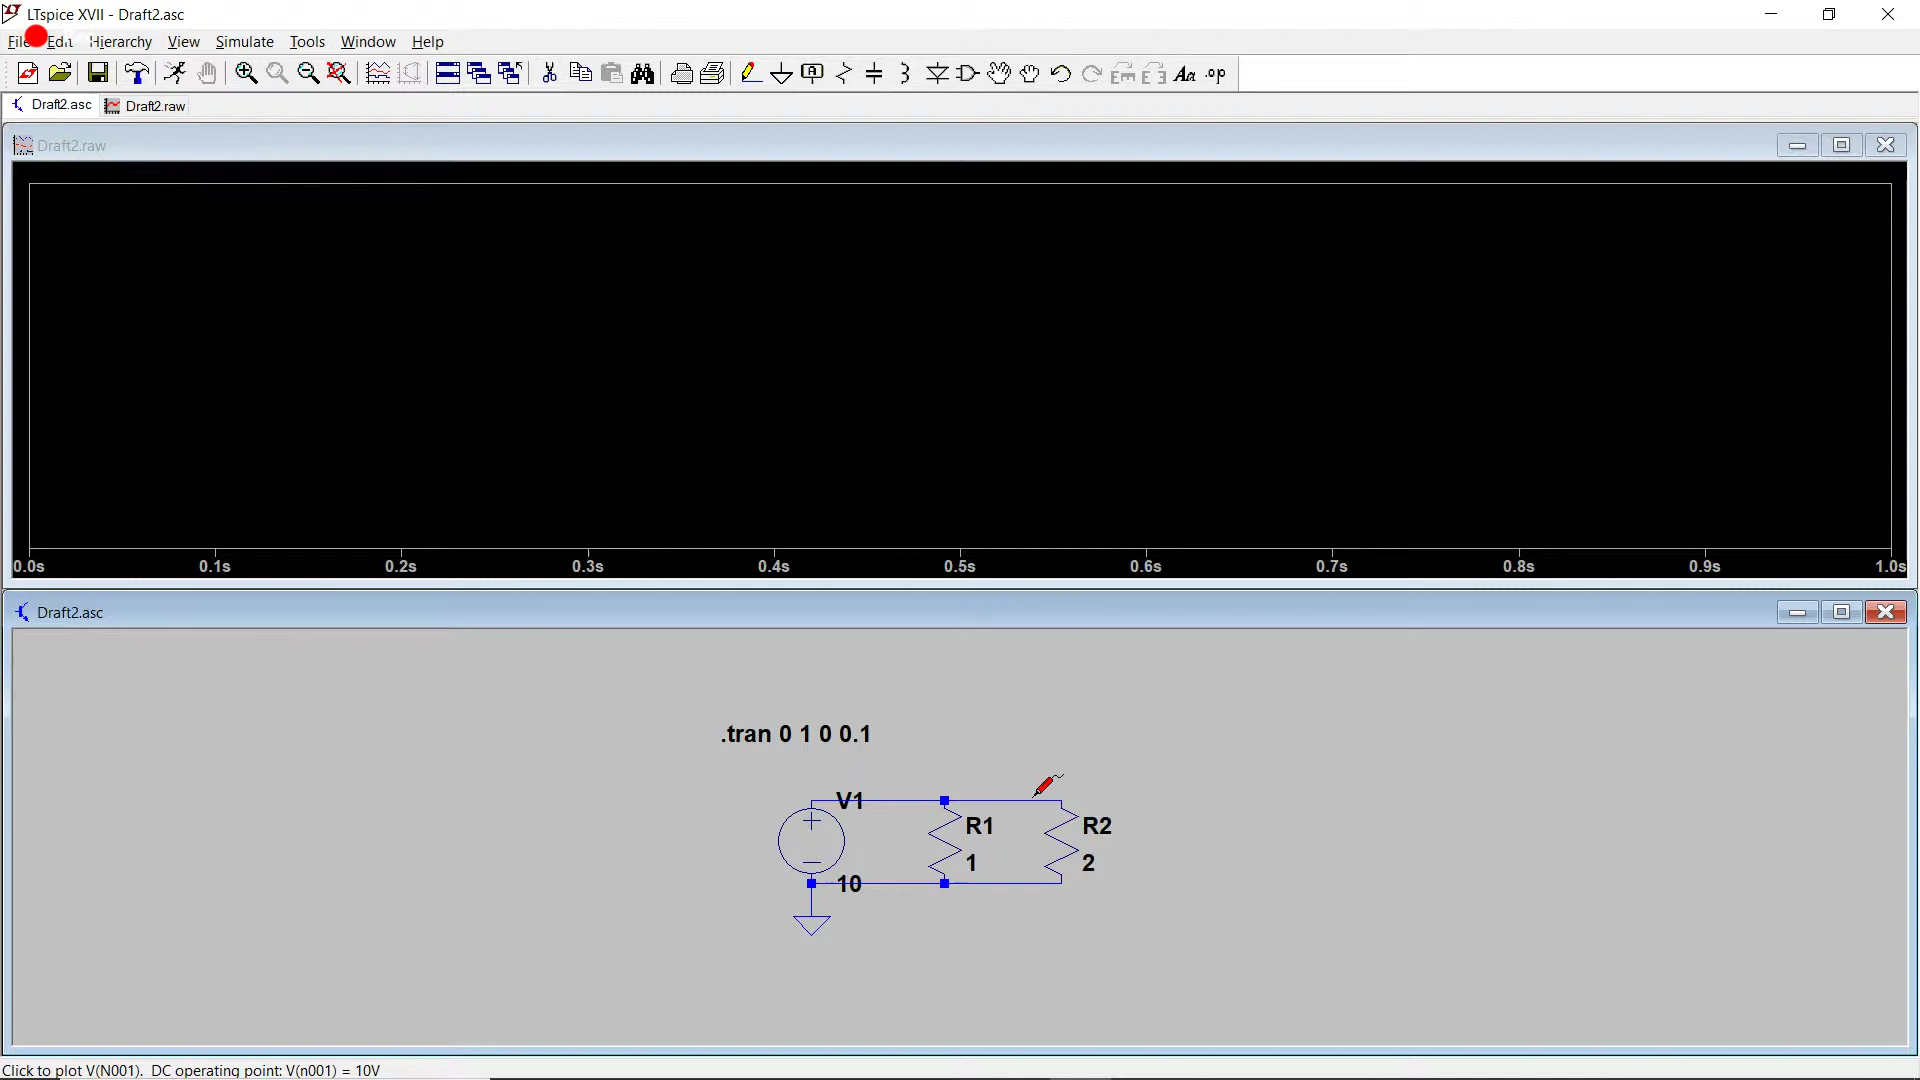 LTspice XVII - Draft2.asc
File Edit Hierarchy View Simulate Tools Window Help
Aa .op
Draft2.asc Draft2.raw
Draft2.raw
0.0s 0.1s 0.2s 0.3s 0.4s 0.5s 0.6s 0.7s 0.8s 0.9s 1.0s
Draft2.asc
.tran 0 1 0 0.1
V1
R1 R2
1 2
10
Click to plot V(N001). DC operating point: V(n001) = 10V